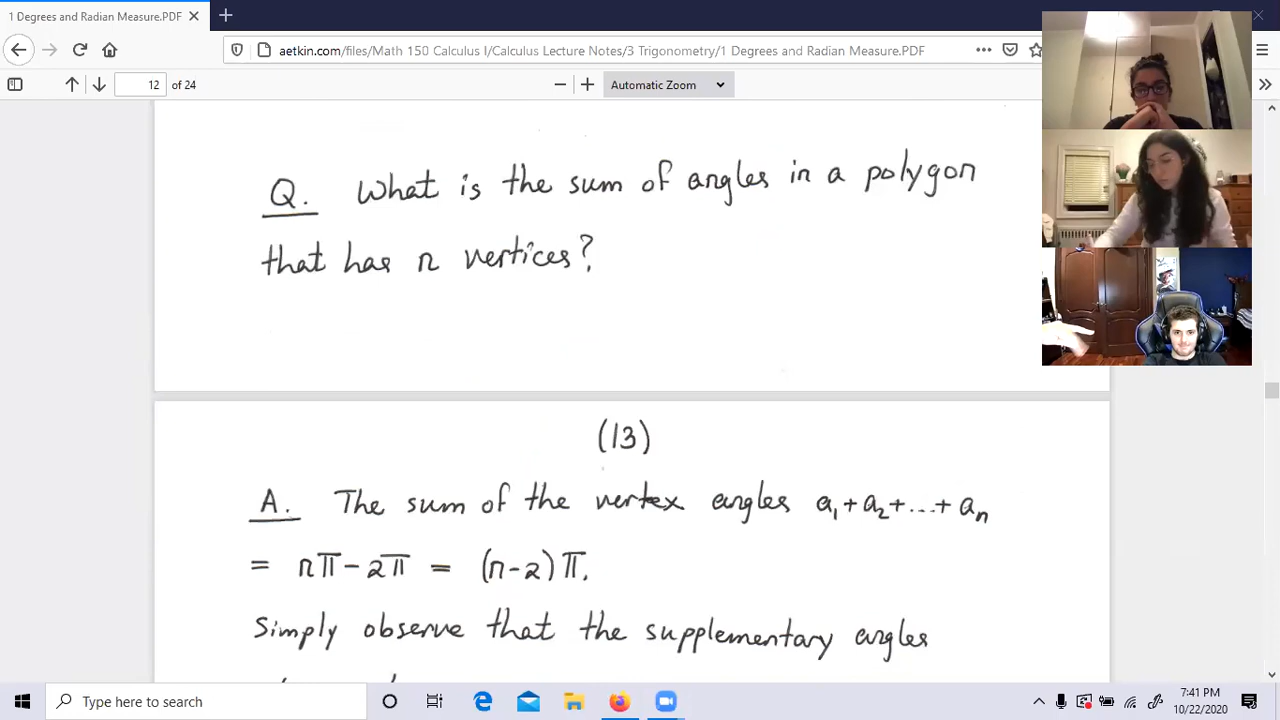 1 Degrees and Radian Measure.PDF
aetkin.com/files/Math 150 Calculus I/Calculus Lecture Notes/3 Trigonometry/1 Degrees and Radian Measure.PDF
12 of 24
Automatic Zoom
Q. What is the sum of angles in a polygon
that has n vertices?
(13)
A. The sum of the vertex angles a₁+a₂+...+aₙ
= nπ-2π = (n-2)π.
Simply observe that the supplementary angles
Type here to search
7:41 PM
10/22/2020